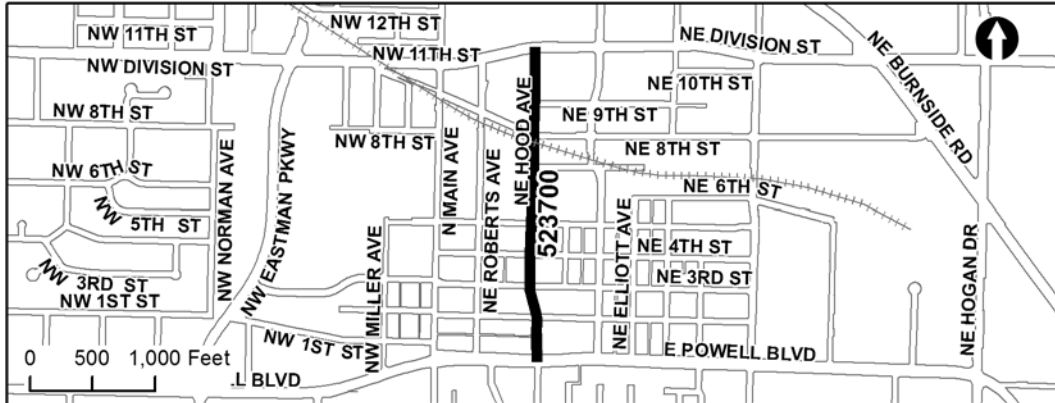 NW 12TH ST
NW 11TH ST
NW 11TH ST
NE DIVISION ST
NW DIVISION ST
NE BURNSIDE RD
NE 10TH ST
NW 8TH ST
NE 9TH ST
NW 8TH ST
NE 8TH ST
NW 6TH ST
NE 6TH ST
NW 5TH ST
NW NORMAN AVE
NW EASTMAN PKWY
NW MILLER AVE
N MAIN AVE
NE ROBERTS AVE
NE HOOD AVE
523700
NE ELLIOTT AVE
NE 4TH ST
NE 3RD ST
NE HOGAN DR
NW 3RD ST
NW 1ST ST
NW 1ST ST
E POWELL BLVD
0 500 1,000 Feet
.L BLVD